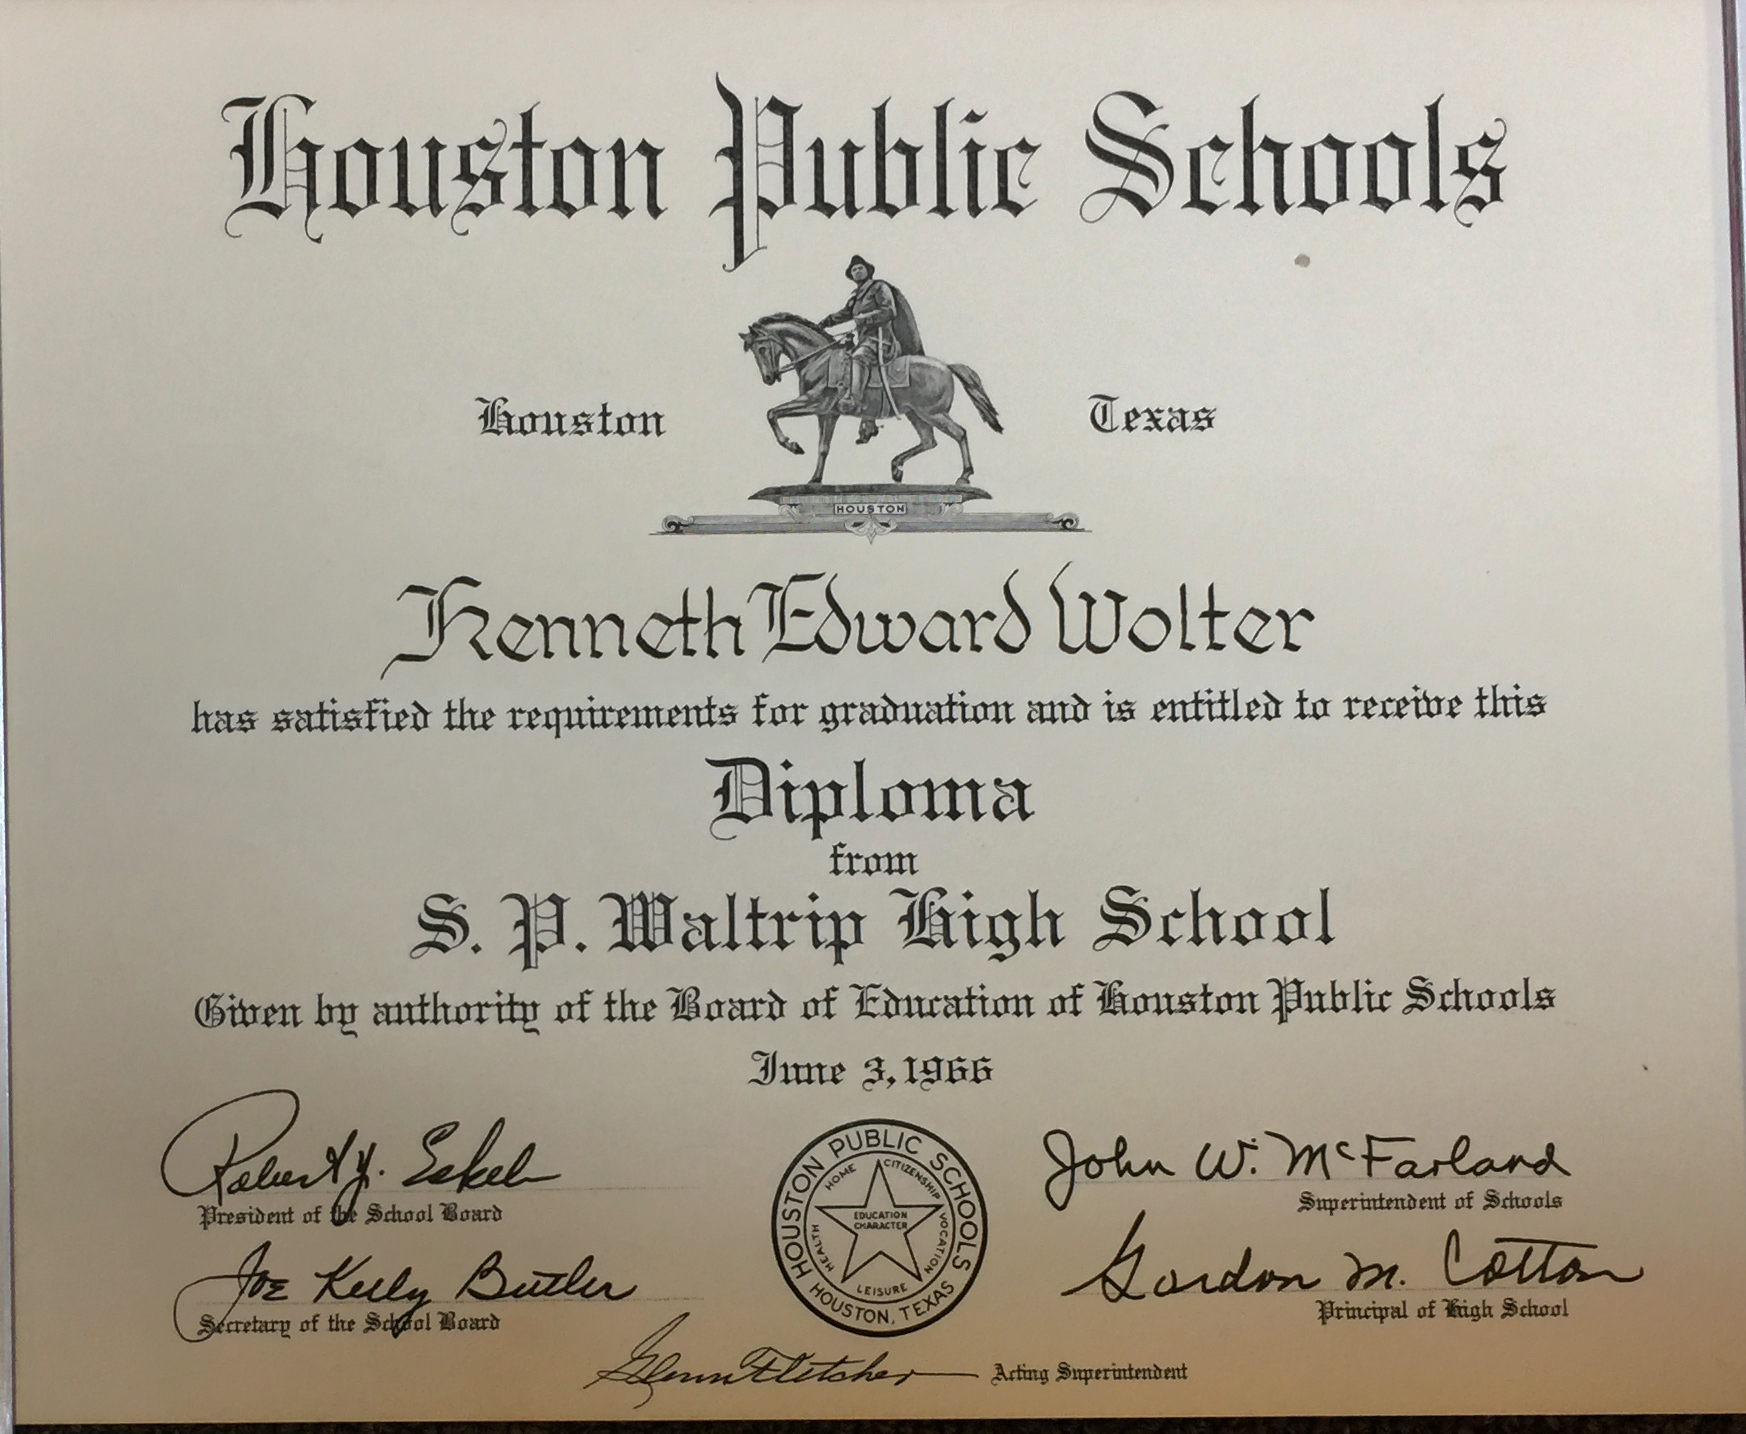 Houston Public Schools
Houston Texas
HOUSTON
Kenneth Edward Wolter
has satisfied the requirements for graduation and is entitled to receive this
Diploma
from
S. P. Waltrip High School
Given by authority of the Board of Education of Houston Public Schools
June 3, 1966
Robert Y. Eckels
President of the School Board
John W. McFarland
Superintendent of Schools
HOUSTON PUBLIC SCHOOLS
HOUSTON, TEXAS
HOME CITIZENSHIP VOCATION LEISURE HEALTH
EDUCATION
CHARACTER
Joe Kelly Butler
Secretary of the School Board
Gordon M. Cotton
Principal of High School
Glenn Fletcher Acting Superintendent